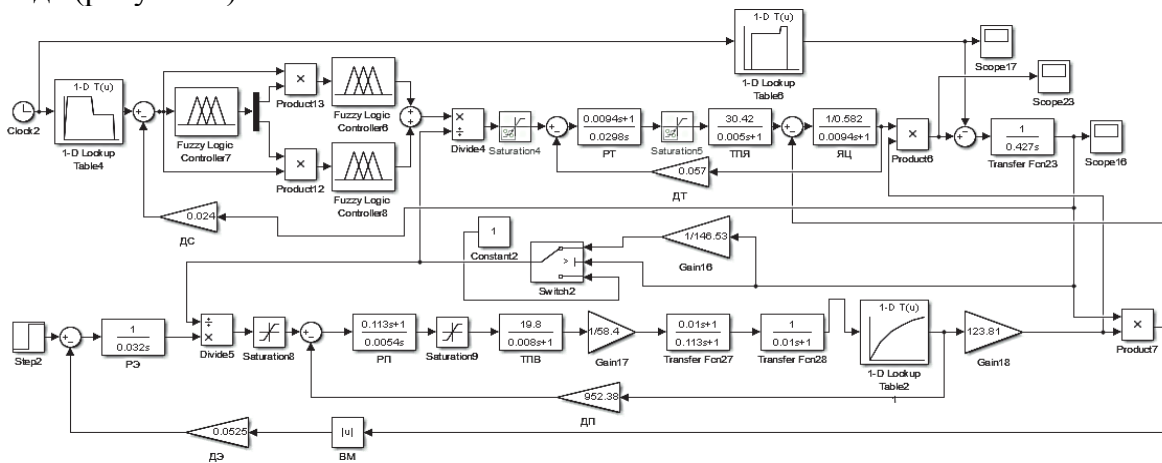 1-D T(u)
1-D Lookup
Table6
Scope17
Scope23
Clock2
1-D T(u)
1-D Lookup
Table4
+
−
Fuzzy Logic
Controller7
×
Product13
Fuzzy Logic
Controller6
×
Product12
Fuzzy Logic
Controller8
+
+
×
÷
Divide4
Saturation4
+
−
0.0094s+1
0.0298s
РТ
Saturation5
30.42
0.005s+1
ТПЯ
+
−
1/0.582
0.0094s+1
ЯЦ
×
Product6
+
−
1
0.427s
Transfer Fcn23
Scope16
0.057
ДТ
0.024
ДС
1
Constant2
>
Switch2
1/146.53
Gain16
Step2
+
−
1
0.032s
РЭ
÷
×
Divide5
Saturation8
+
−
0.113s+1
0.0054s
РП
Saturation9
19.8
0.008s+1
ТПВ
1/58.4
Gain17
0.01s+1
0.113s+1
Transfer Fcn27
1
0.01s+1
Transfer Fcn28
1-D T(u)
1-D Lookup
Table2
1
123.81
Gain18
×
Product7
952.38
ДП
0.0525
ДЭ
|u|
ВМ